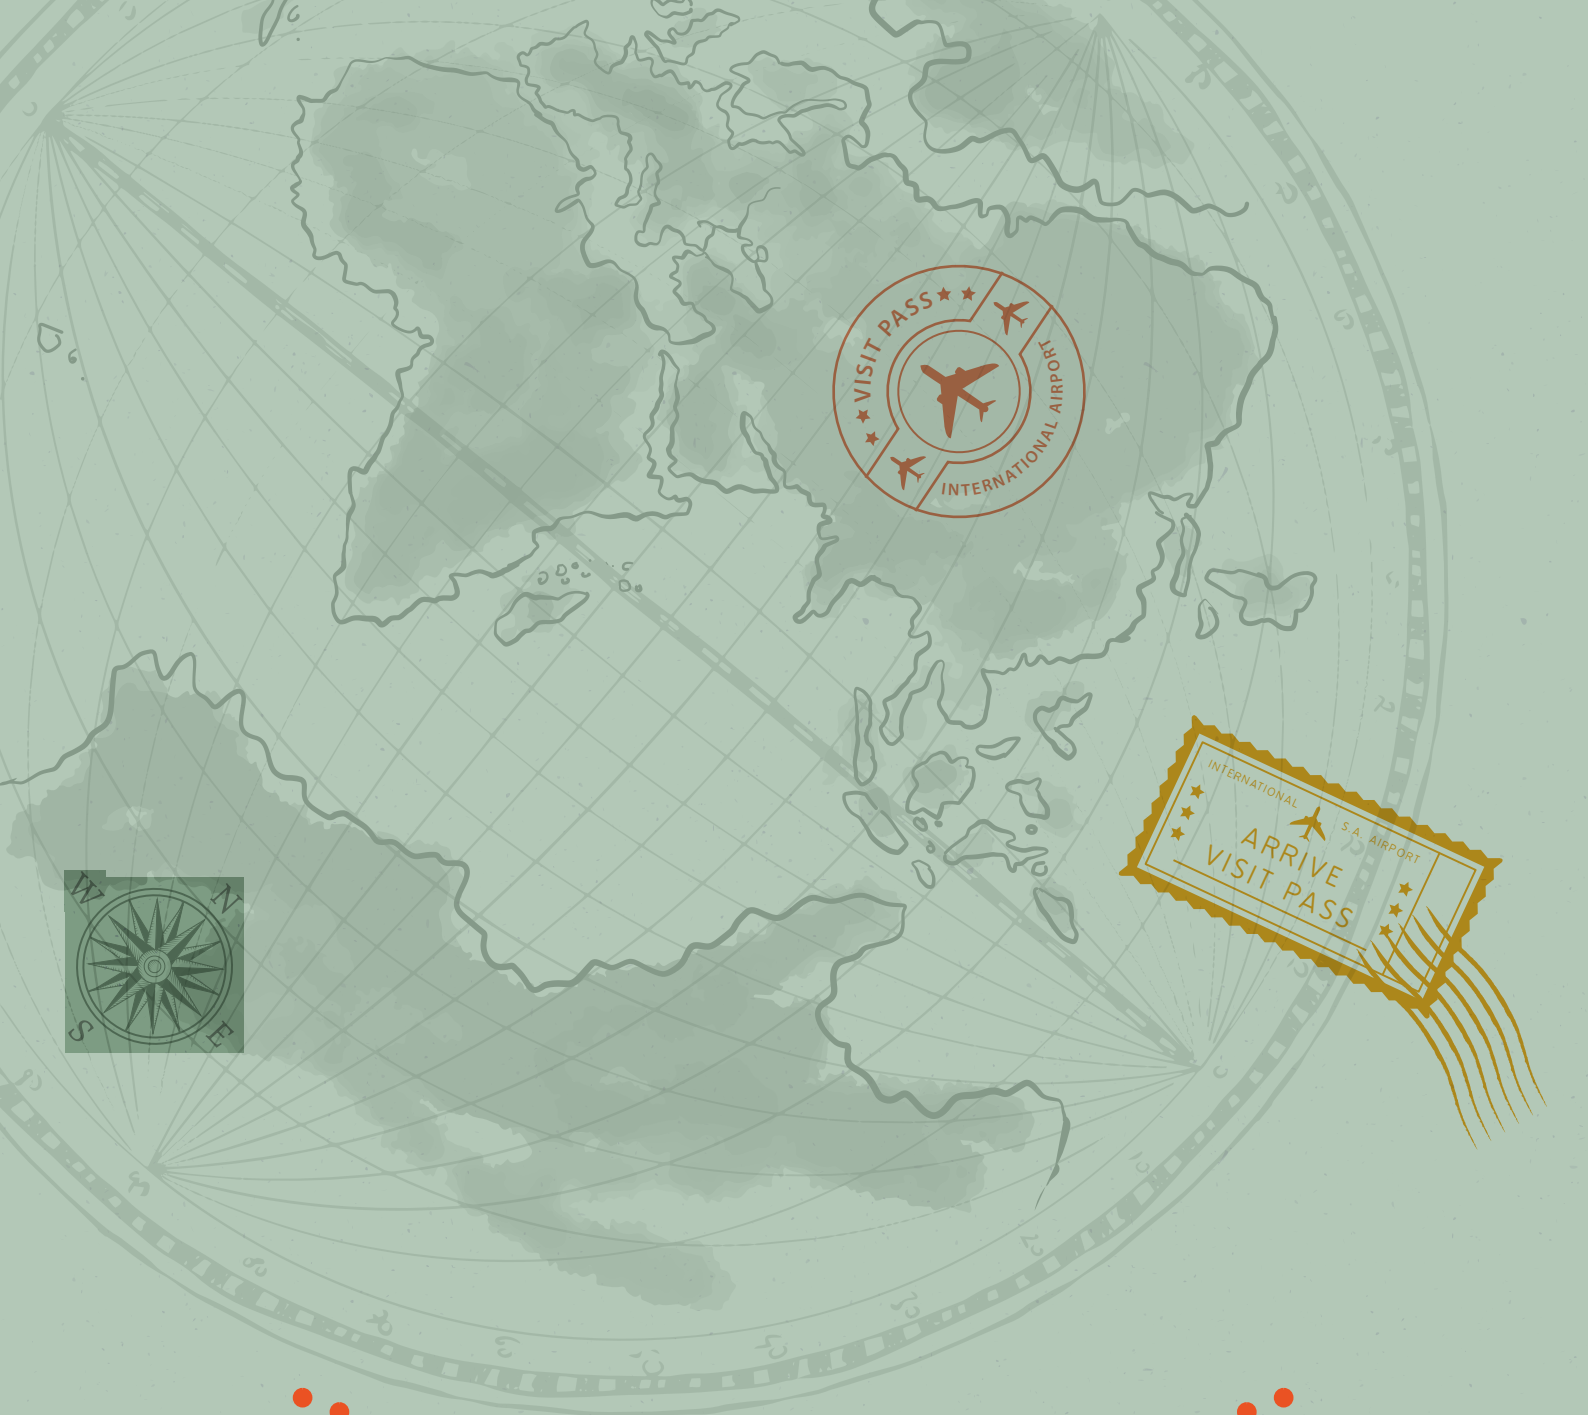 VISIT PASS
INTERNATIONAL AIRPORT
INTERNATIONAL
S.A. AIRPORT
ARRIVE
VISIT PASS
W
N
S
E